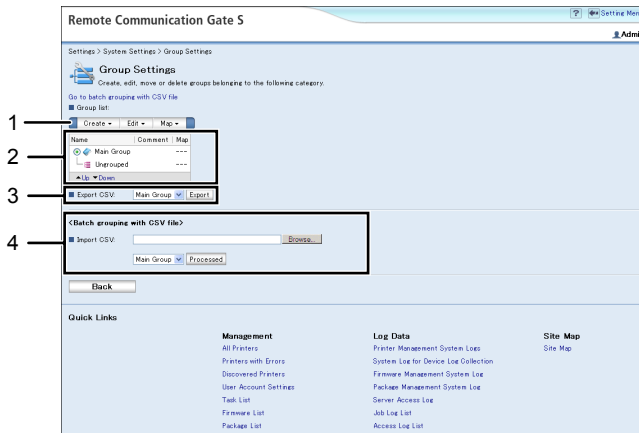 Remote Communication Gate S
? Setting Men
Admi
Settings > System Settings > Group Settings
Group Settings
Create, edit, move or delete groups belonging to the following category.
Go to batch grouping with CSV file
Group list:
1
Create Edit Map
2
Name Comment Map
Main Group ---
Ungrouped ---
▲Up ▼Down
3
Export CSV: Main Group Export
<Batch grouping with CSV file>
4
Import CSV: Browse...
Main Group Processed
Back
Quick Links
Management Log Data Site Map
All Printers Printer Management System Logs Site Map
Printers with Errors System Log for Device Log Collection
Discovered Printers Firmware Management System Log
User Account Settings Package Management System Log
Task List Server Access Log
Firmware List Job Log List
Package List Access Log List